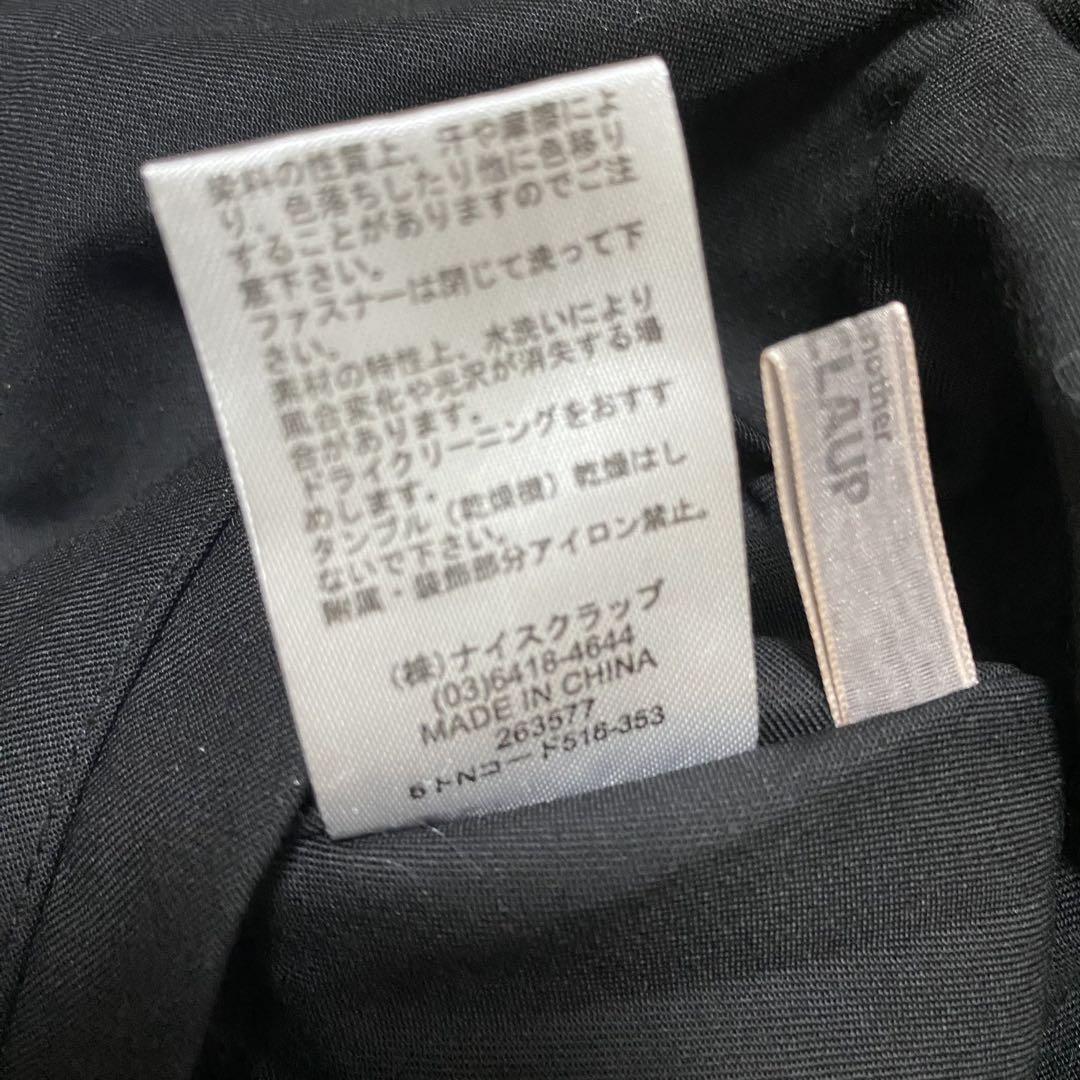 染料の性質上、汗や摩擦によ
り、色落ちしたり他に色移り
することがありますのでご注
意下さい。
ファスナーは閉じて洗って下
さい。
素材の特性上、水洗いにより
風合変化や光沢が消失する場
合があります。
ドライクリーニングをおすす
めします。
タンブル（乾燥機）乾燥はし
ないで下さい。
附属・装飾部分アイロン禁止。
(株)ナイスクラップ
(03)6418-4644
MADE IN CHINA
263577
6トZコード516-353
another
CLAUP